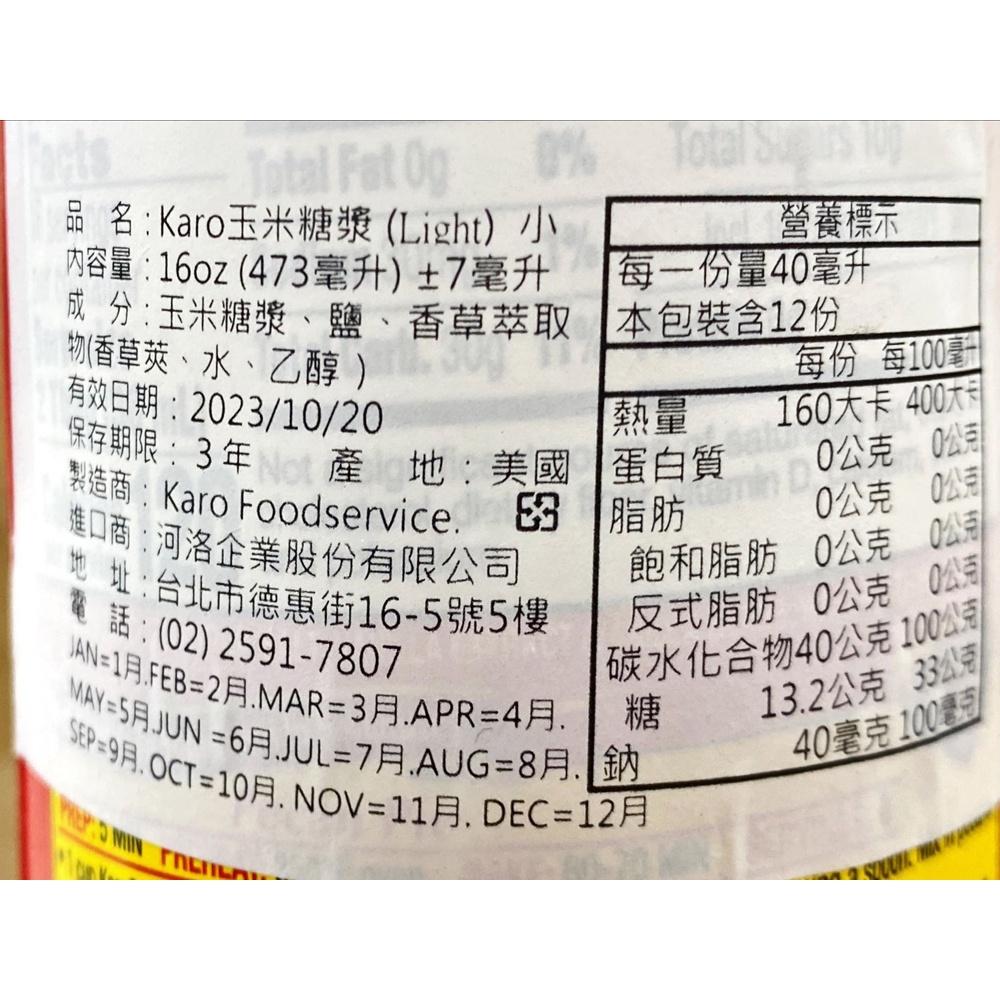 Facts
Total Fat 0g 0% Total Sugars 10g
品 名:Karo玉米糖漿 (Light) 小
內容量:16oz (473毫升) ±7毫升
成 分:玉米糖漿、鹽、香草萃取
物(香草莢、水、乙醇)
有效日期:2023/10/20
保存期限:3年 產 地:美國
製造商:Karo Foodservice.
進口商:河洛企業股份有限公司
地 址:台北市德惠街16-5號5樓
電 話:(02) 2591-7807
JAN=1月.FEB=2月.MAR=3月.APR=4月.
MAY=5月.JUN =6月.JUL=7月.AUG=8月.
SEP=9月.OCT=10月. NOV=11月. DEC=12月
營養標示
每一份量40毫升
本包裝含12份
每份 每100毫升
熱量 160大卡 400大卡
蛋白質 0公克 0公克
脂肪 0公克 0公克
飽和脂肪 0公克 0公克
反式脂肪 0公克 0公克
碳水化合物40公克 100公克
糖 13.2公克 33公克
鈉 40毫克 100毫克
PREP: 5 MIN PREHEAT